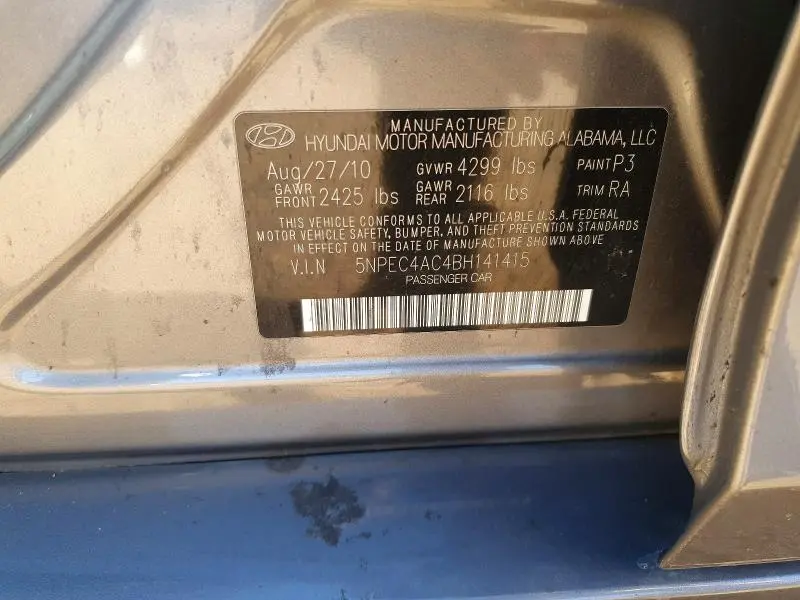 MANUFACTURED BY
HYUNDAI MOTOR MANUFACTURING ALABAMA, LLC
Aug/27/10 GVWR 4299 lbs PAINT P3
GAWR FRONT 2425 lbs GAWR REAR 2116 lbs TRIM RA
THIS VEHICLE CONFORMS TO ALL APPLICABLE U.S.A. FEDERAL
MOTOR VEHICLE SAFETY, BUMPER, AND THEFT PREVENTION STANDARDS
IN EFFECT ON THE DATE OF MANUFACTURE SHOWN ABOVE
V.I.N 5NPEC4AC4BH141415
PASSENGER CAR